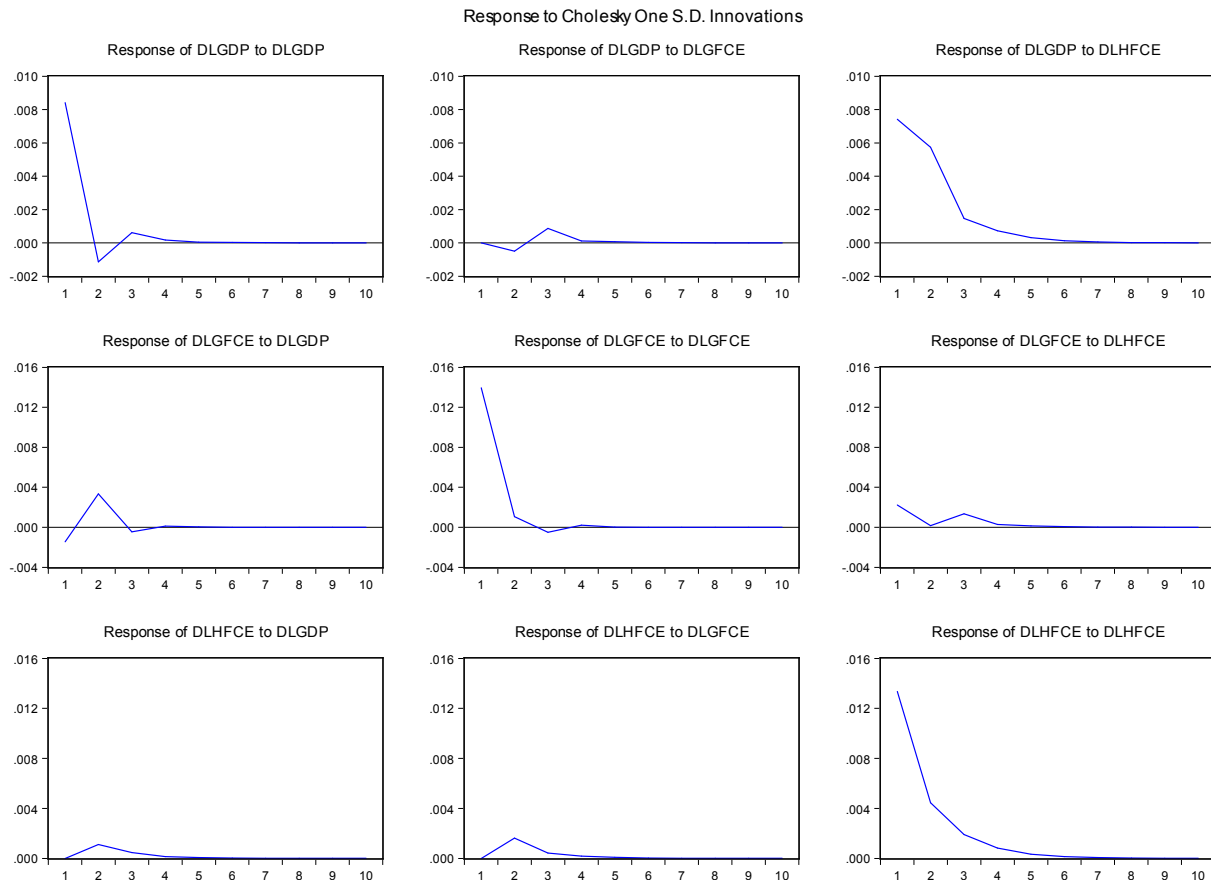 Response to Cholesky One S.D. Innovations
Response of DLGDP to DLGDP
.010
.008
.006
.004
.002
.000
-.002
1 2 3 4 5 6 7 8 9 10
Response of DLGDP to DLGFCE
.010
.008
.006
.004
.002
.000
-.002
1 2 3 4 5 6 7 8 9 10
Response of DLGDP to DLHFCE
.010
.008
.006
.004
.002
.000
-.002
1 2 3 4 5 6 7 8 9 10
Response of DLGFCE to DLGDP
.016
.012
.008
.004
.000
-.004
1 2 3 4 5 6 7 8 9 10
Response of DLGFCE to DLGFCE
.016
.012
.008
.004
.000
-.004
1 2 3 4 5 6 7 8 9 10
Response of DLGFCE to DLHFCE
.016
.012
.008
.004
.000
-.004
1 2 3 4 5 6 7 8 9 10
Response of DLHFCE to DLGDP
.016
.012
.008
.004
.000
1 2 3 4 5 6 7 8 9 10
Response of DLHFCE to DLGFCE
.016
.012
.008
.004
.000
1 2 3 4 5 6 7 8 9 10
Response of DLHFCE to DLHFCE
.016
.012
.008
.004
.000
1 2 3 4 5 6 7 8 9 10